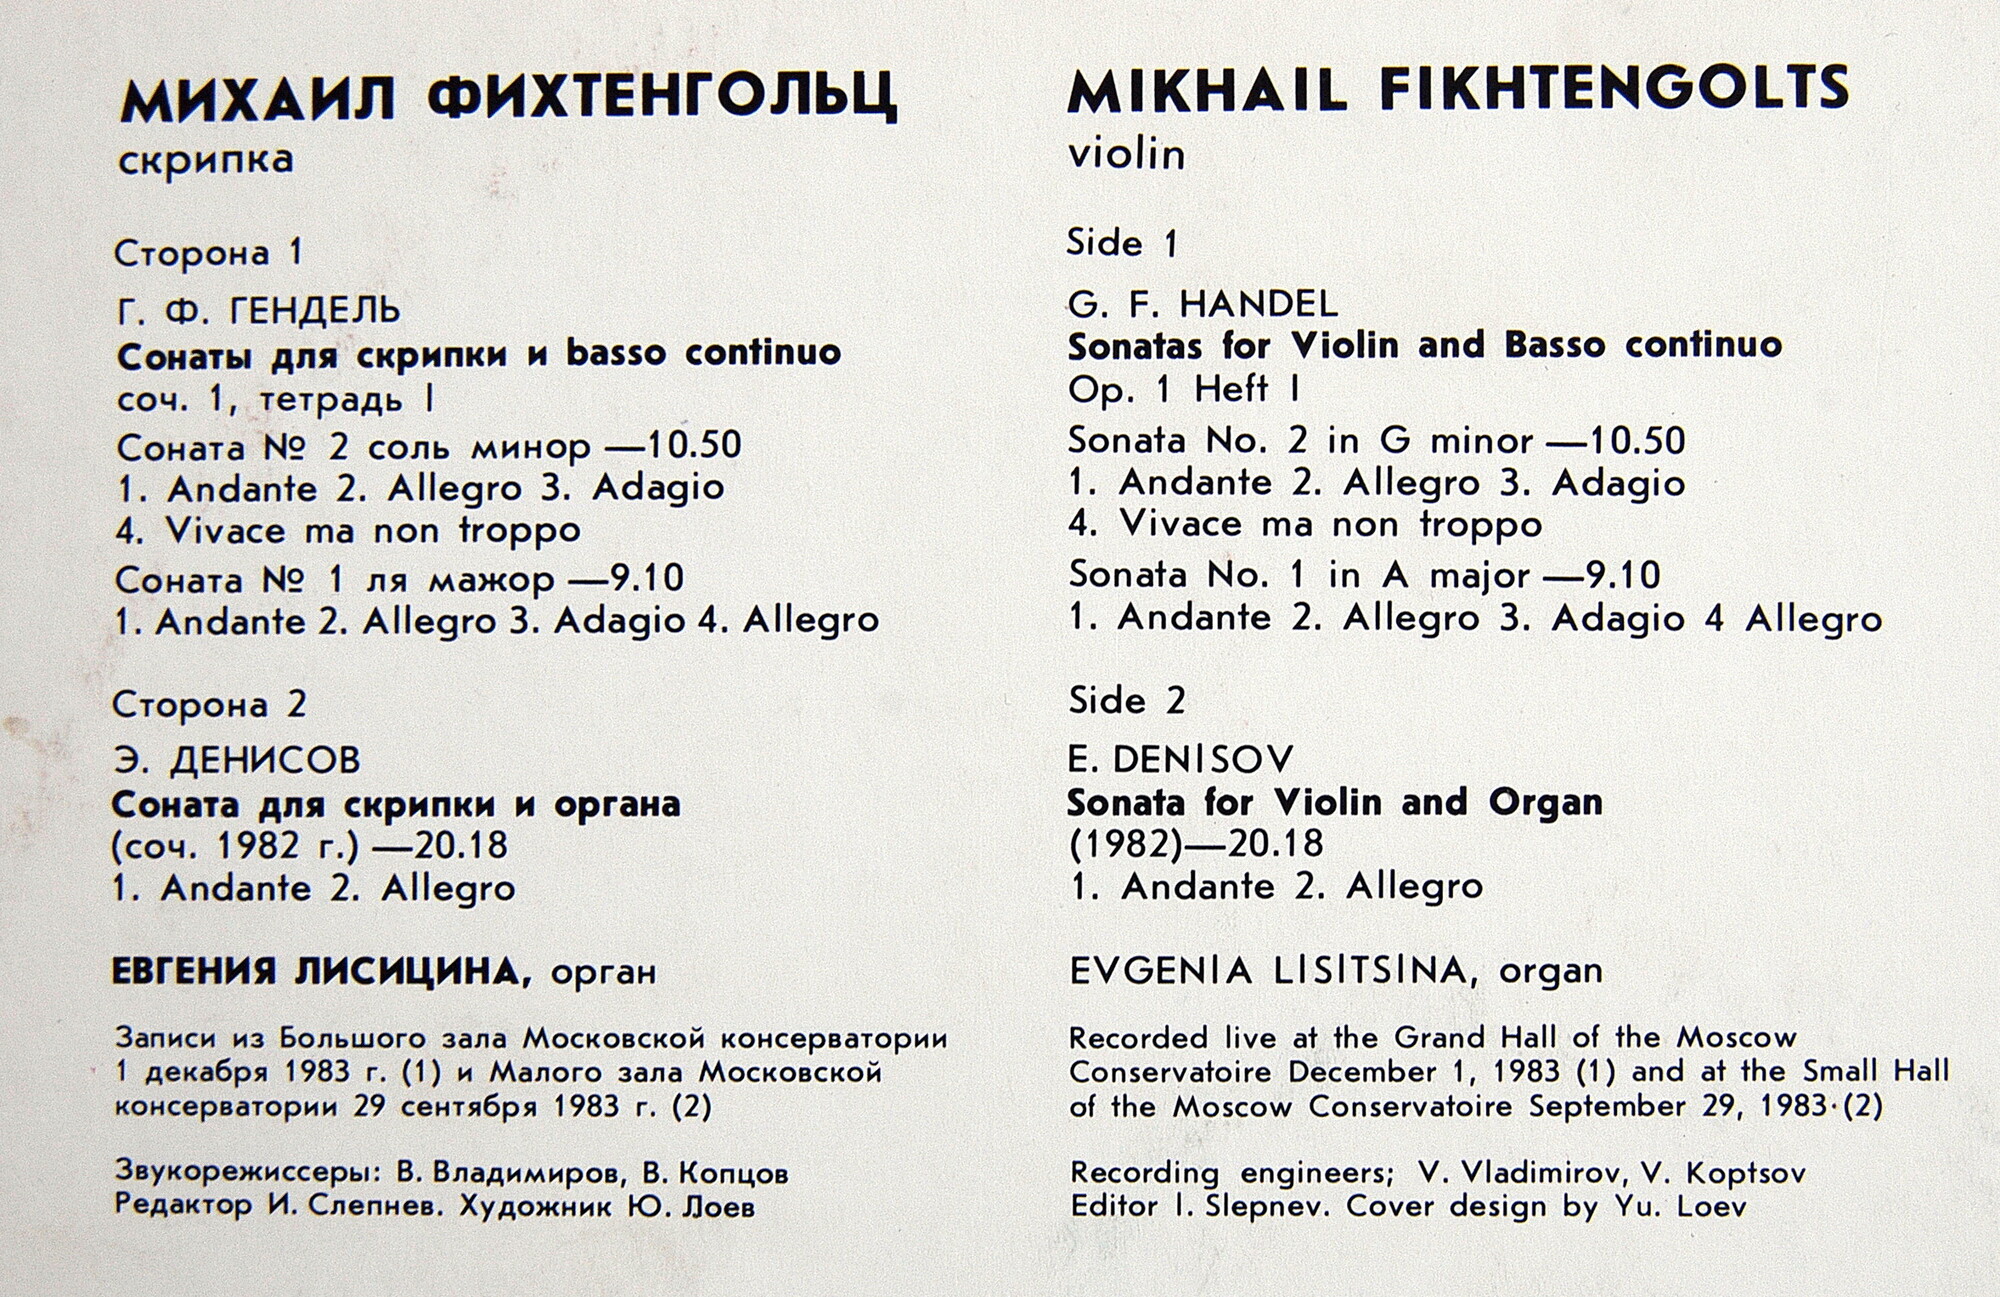 МИХАИЛ ФИХТЕНГОЛЬЦ
скрипка
Сторона 1
Г. Ф. ГЕНДЕЛЬ
Сонаты для скрипки и basso continuo
соч. 1, тетрадь I
Соната № 2 соль минор —10.50
1. Andante 2. Allegro 3. Adagio
4. Vivace ma non troppo
Соната № 1 ля мажор —9.10
1. Andante 2. Allegro 3. Adagio 4. Allegro
Сторона 2
Э. ДЕНИСОВ
Соната для скрипки и органа
(соч. 1982 г.) —20.18
1. Andante 2. Allegro
ЕВГЕНИЯ ЛИСИЦИНА, орган
Записи из Большого зала Московской консерватории
1 декабря 1983 г. (1) и Малого зала Московской
консерватории 29 сентября 1983 г. (2)
Звукорежиссеры: В. Владимиров, В. Копцов
Редактор И. Слепнев. Художник Ю. Лоев
MIKHAIL FIKHTENGOLTS
violin
Side 1
G. F. HANDEL
Sonatas for Violin and Basso continuo
Op. 1 Heft I
Sonata No. 2 in G minor —10.50
1. Andante 2. Allegro 3. Adagio
4. Vivace ma non troppo
Sonata No. 1 in A major —9.10
1. Andante 2. Allegro 3. Adagio 4 Allegro
Side 2
E. DENISOV
Sonata for Violin and Organ
(1982)—20.18
1. Andante 2. Allegro
EVGENIA LISITSINA, organ
Recorded live at the Grand Hall of the Moscow
Conservatoire December 1, 1983 (1) and at the Small Hall
of the Moscow Conservatoire September 29, 1983·(2)
Recording engineers; V. Vladimirov, V. Koptsov
Editor I. Slepnev. Cover design by Yu. Loev